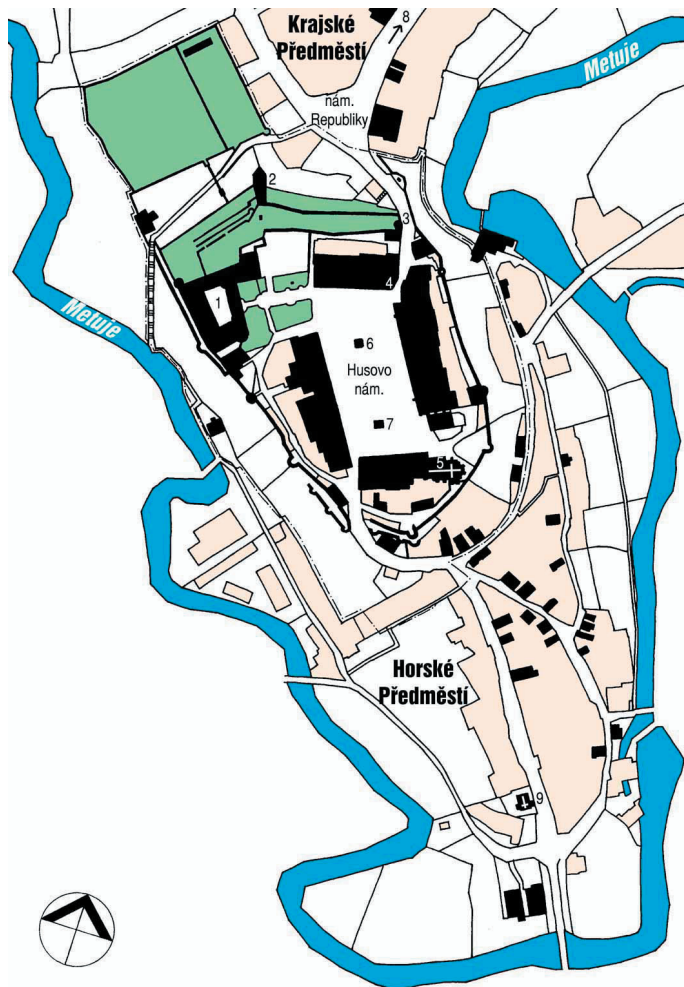 8
Krajské
Předměstí
Metuje
nám.
Republiky
2
3
4
1
Metuje
6
Husovo
nám.
7
5
Horské
Předměstí
9